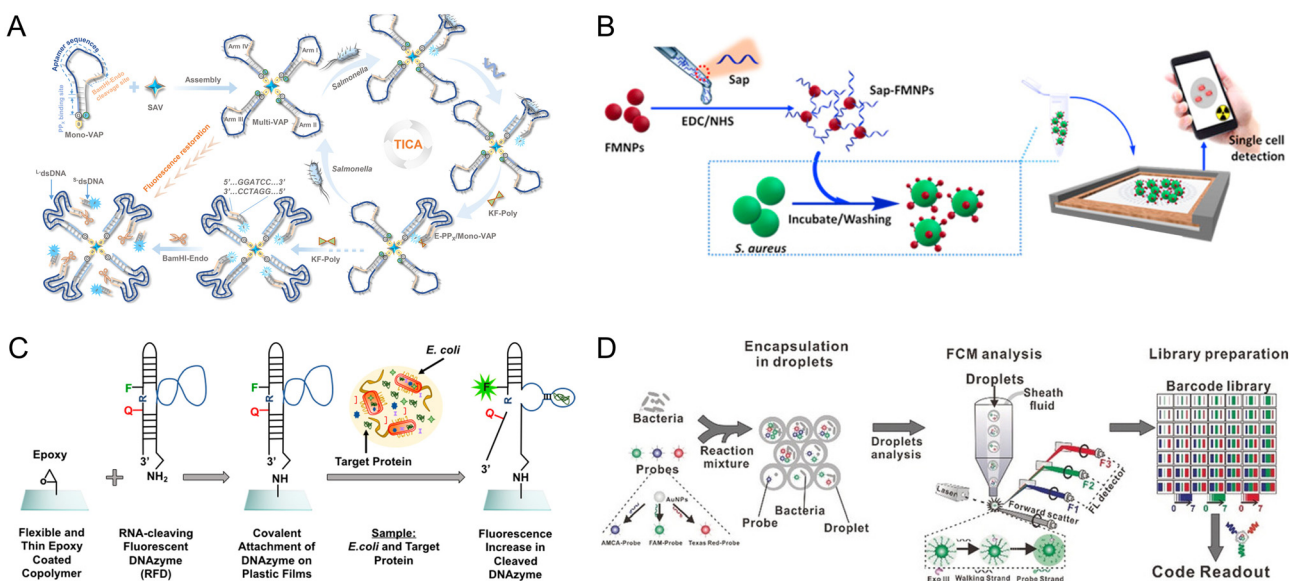 A
Aptamer sequences
BamHI-Endo
cleavage site
PPX binding site
Mono-VAP
SAV
Assembly
Arm IV
Arm I
Arm III
Arm II
Multi-VAP
Salmonella
TICA
Salmonella
KF-Poly
E-PPX/Mono-VAP
KF-Poly
5'...GGATCC...3'
3'...CCTAGG...5'
BamHI-Endo
Fluorescence restoration
L-dsDNA
S-dsDNA
B
Sap
FMNPs
EDC/NHS
Sap-FMNPs
S. aureus
Incubate/Washing
Single cell
detection
C
Epoxy
F
R
Q
3'
NH2
F
R
Q
3'
NH
E. coli
Target Protein
F
R
Q
3'
NH
Flexible and
Thin Epoxy
Coated
Copolymer
RNA-cleaving
Fluorescent
DNAzyme
(RFD)
Covalent
Attachment of
DNAzyme on
Plastic Films
Sample:
E.coli and Target
Protein
Fluorescence
Increase in
Cleaved
DNAzyme
D
Encapsulation
in droplets
Bacteria
Reaction
mixture
Probes
AuNPs
AMCA-Probe
FAM-Probe
Texas Red-Probe
Probe
Bacteria
Droplet
Droplets
analysis
FCM analysis
Droplets
Sheath
fluid
Laser
Forward scatter
F3
F2
F1
FL detector
Exo III
Walking Strand
Probe Strand
Library preparation
Barcode library
0
7
0
7
0
7
Code Readout